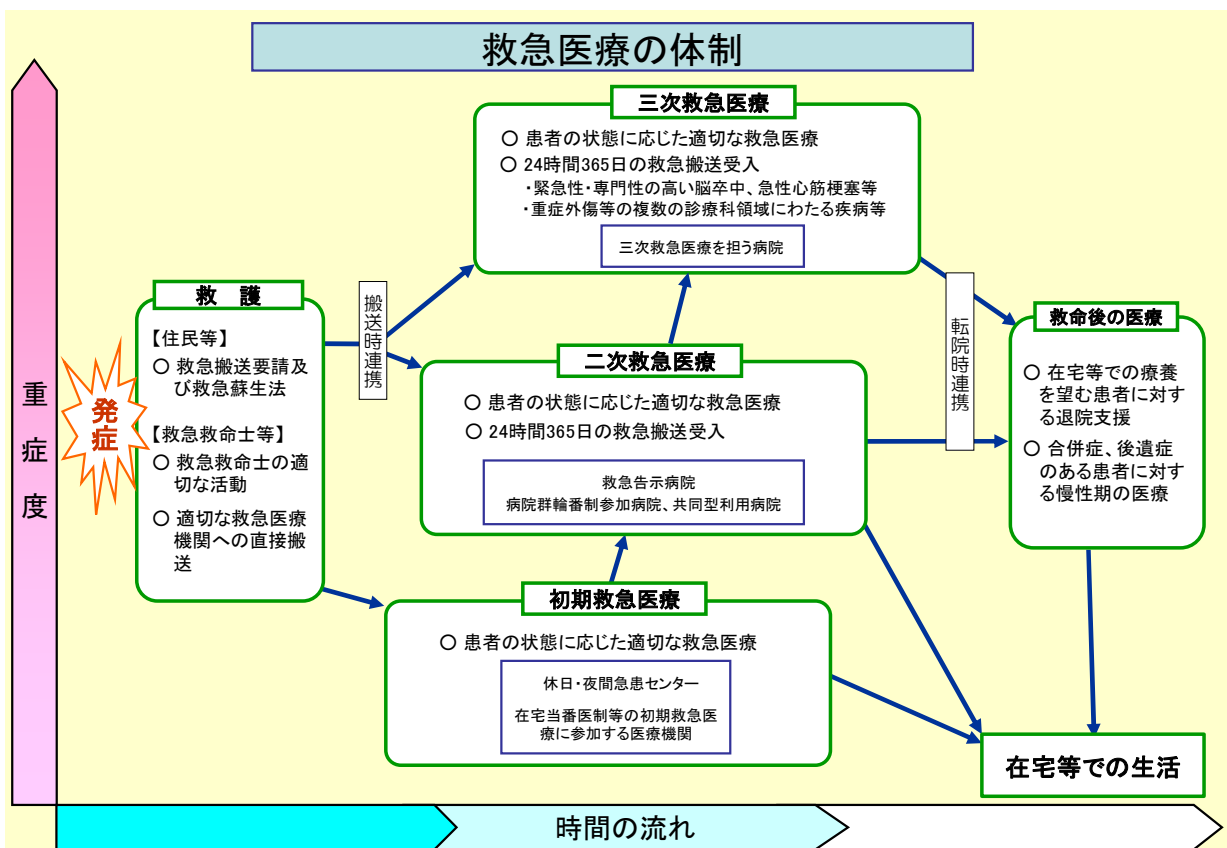 救急医療の体制
重症度
発症
救　護
【住民等】
○ 救急搬送要請及
び救急蘇生法
【救急救命士等】
○ 救急救命士の適
切な活動
○ 適切な救急医療
機関への直接搬
送
搬送時連携
三次救急医療
○ 患者の状態に応じた適切な救急医療
○ 24時間365日の救急搬送受入
・緊急性・専門性の高い脳卒中、急性心筋梗塞等
・重症外傷等の複数の診療科領域にわたる疾病等
三次救急医療を担う病院
二次救急医療
○ 患者の状態に応じた適切な救急医療
○ 24時間365日の救急搬送受入
救急告示病院
病院群輪番制参加病院、共同型利用病院
初期救急医療
○ 患者の状態に応じた適切な救急医療
休日・夜間急患センター
在宅当番医制等の初期救急医
療に参加する医療機関
転院時連携
救命後の医療
○ 在宅等での療養
を望む患者に対
する退院支援
○ 合併症、後遺症
のある患者に対す
る慢性期の医療
在宅等での生活
時間の流れ